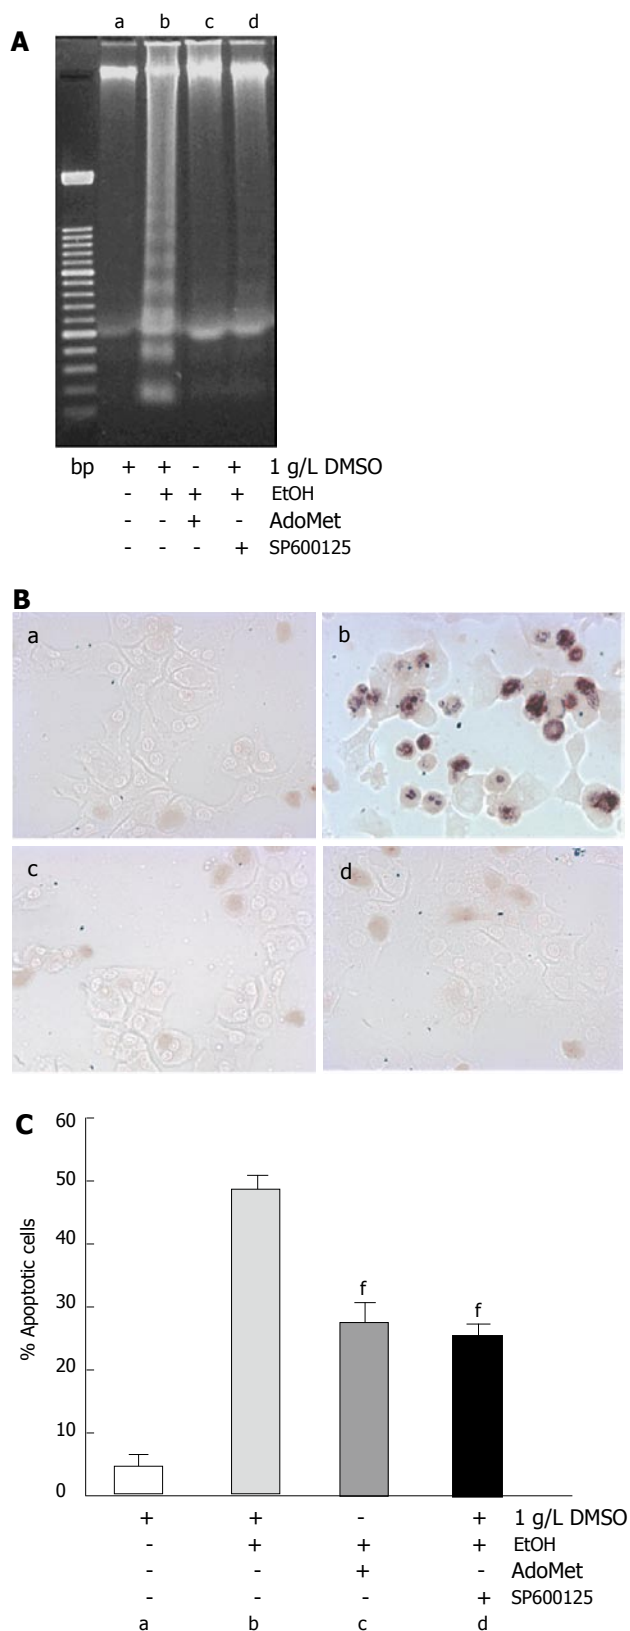 a b c d
A
bp + + - + 1 g/L DMSO
- + + + EtOH
- - + - AdoMet
- - - + SP600125
B
a b
c d
C
60
50
40
30
20
10
0
% Apoptotic cells
f f
+ + - + 1 g/L DMSO
- + + + EtOH
- - + - AdoMet
- - - + SP600125
a b c d